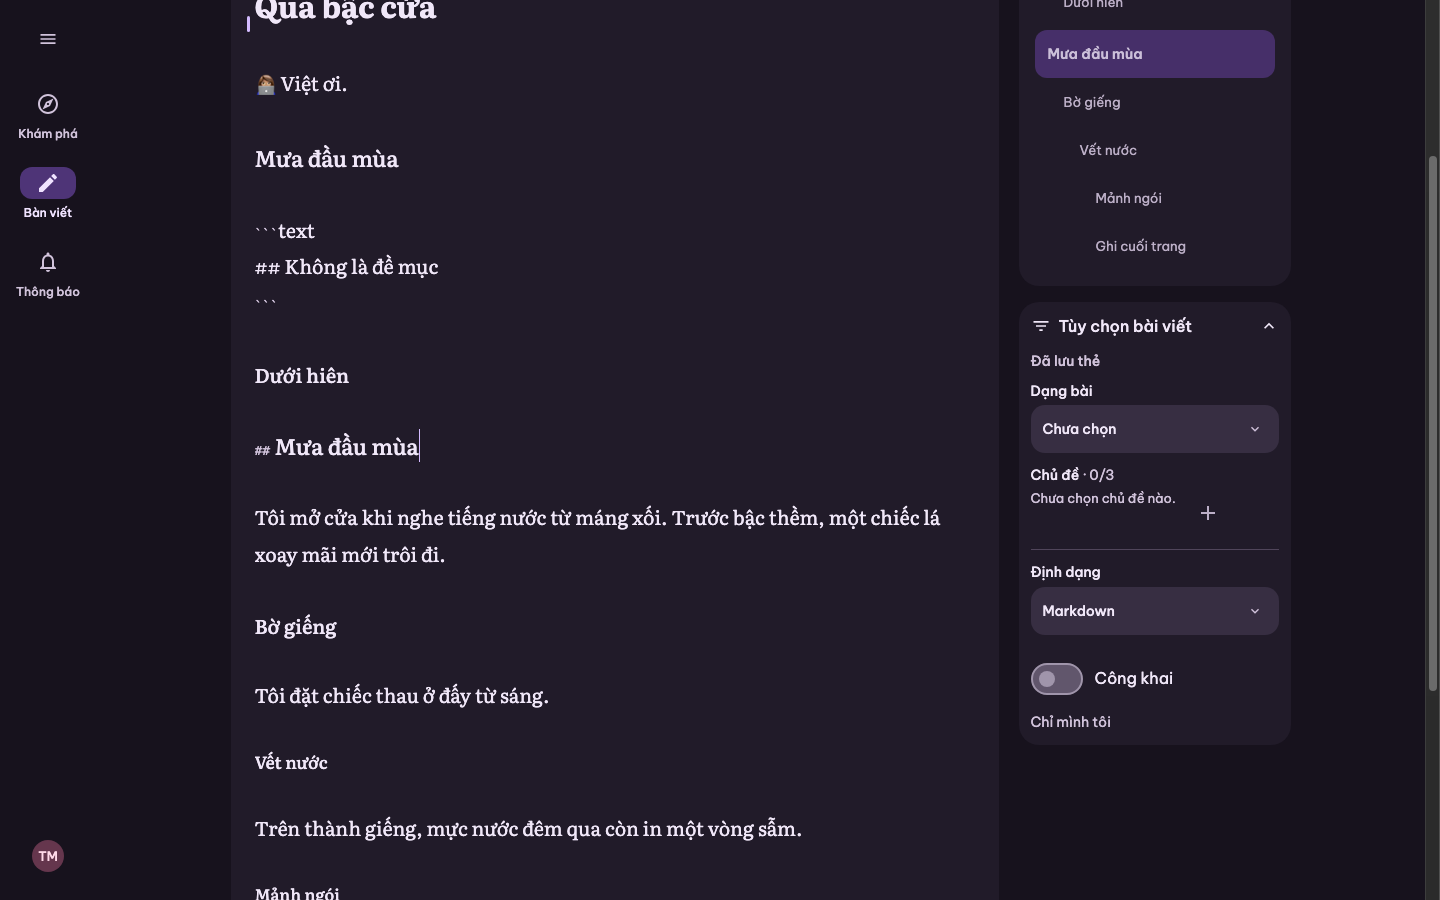 Khám phá
Bàn viết
Thông báo
TM
Qua bậc cửa
Việt ơi.
Mưa đầu mùa
```text
## Không là đề mục
```
Dưới hiên
## Mưa đầu mùa
Tôi mở cửa khi nghe tiếng nước từ máng xối. Trước bậc thềm, một chiếc lá
xoay mãi mới trôi đi.
Bờ giếng
Tôi đặt chiếc thau ở đấy từ sáng.
Vết nước
Trên thành giếng, mực nước đêm qua còn in một vòng sẫm.
Mảnh ngói
Dưới hiên
Mưa đầu mùa
Bờ giếng
Vết nước
Mảnh ngói
Ghi cuối trang
Tùy chọn bài viết
Đã lưu thẻ
Dạng bài
Chưa chọn
Chủ đề · 0/3
Chưa chọn chủ đề nào.
Định dạng
Markdown
Công khai
Chỉ mình tôi